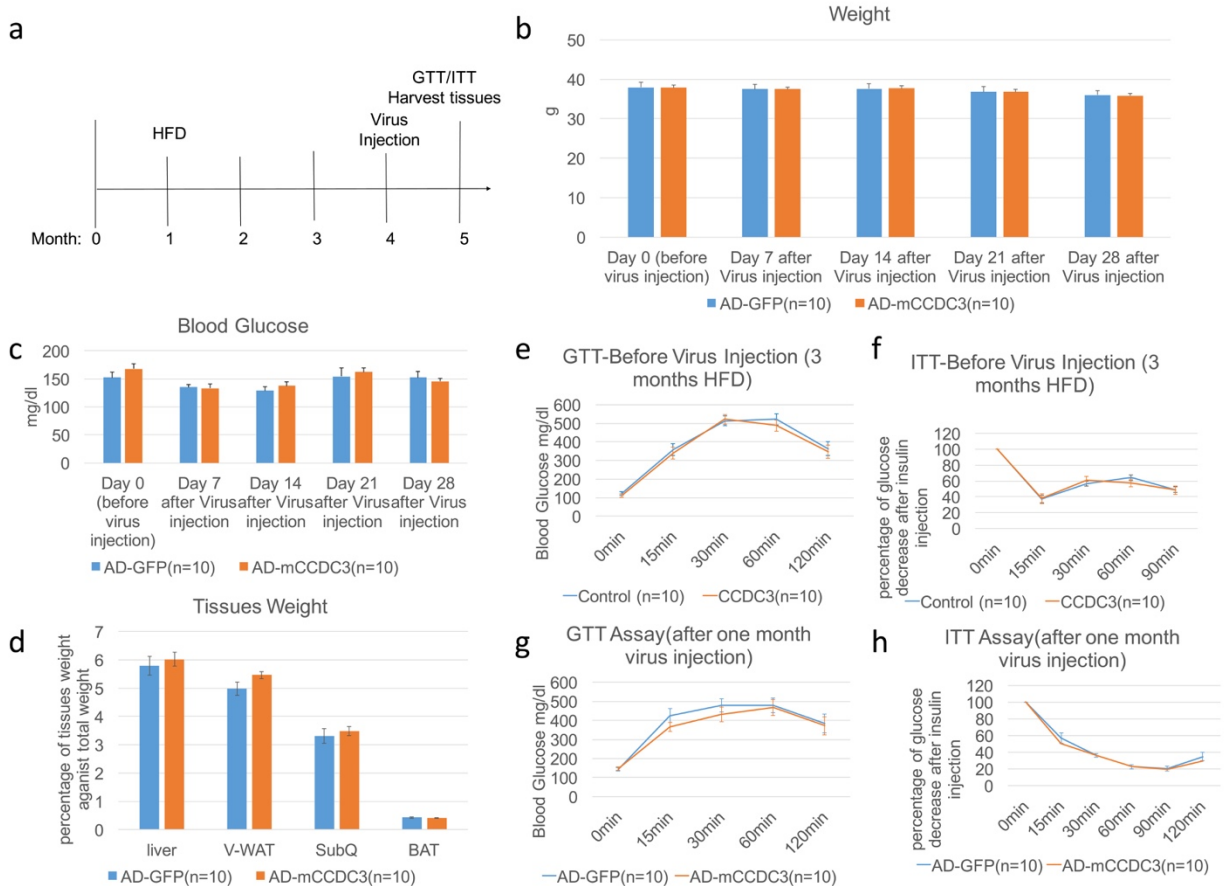 a
GTT/ITT
Harvest tissues
HFD
Virus
Injection
Month: 0 1 2 3 4 5
b
Weight
g
50
40
30
20
10
0
Day 0 (before virus injection)
Day 7 after Virus injection
Day 14 after Virus injection
Day 21 after Virus injection
Day 28 after Virus injection
AD-GFP(n=10) AD-mCCDC3(n=10)
c
Blood Glucose
mg/dl
200
150
100
50
0
Day 0 (before virus injection)
Day 7 after Virus injection
Day 14 after Virus injection
Day 21 after Virus injection
Day 28 after Virus injection
AD-GFP(n=10) AD-mCCDC3(n=10)
d
Tissues Weight
percentage of tissues weight
aganist total weight
7
6
5
4
3
2
1
0
liver V-WAT SubQ BAT
AD-GFP(n=10) AD-mCCDC3(n=10)
e
GTT-Before Virus Injection (3
months HFD)
Blood Glucose mg/dl
600
500
400
300
200
100
0
0min 15min 30min 60min 120min
Control (n=10) CCDC3(n=10)
f
ITT-Before Virus Injection (3
months HFD)
percentage of glucose
decrease after insulin
injection
120
100
80
60
40
20
0
0min 15min 30min 60min 90min
Control (n=10) CCDC3(n=10)
g
GTT Assay(after one month
virus injection)
Blood Glucose mg/dl
600
500
400
300
200
100
0
0min 15min 30min 60min 120min
AD-GFP(n=10) AD-mCCDC3(n=10)
h
ITT Assay(after one month
virus injection)
percentage of glucose
decrease after insulin
injection
120
100
80
60
40
20
0
0min 15min 30min 60min 90min 120min
AD-GFP(n=10) AD-mCCDC3(n=10)